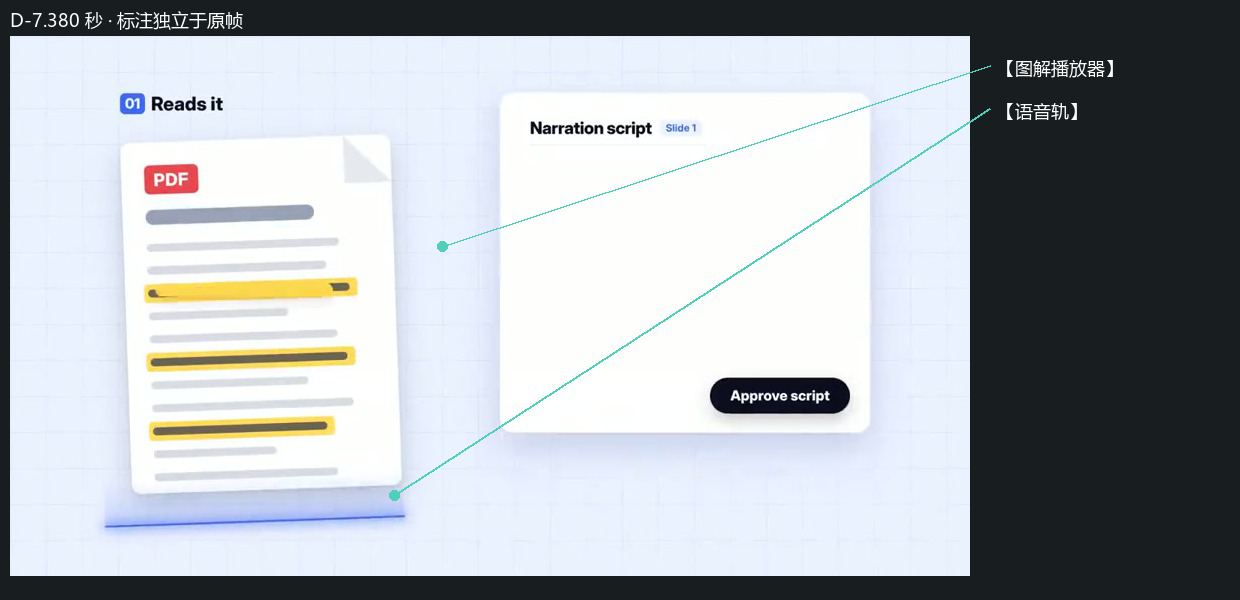 D-7.380 秒 · 标注独立于原帧
【图解播放器】
【语音轨】
01 Reads it
PDF
Narration script Slide 1
Approve script